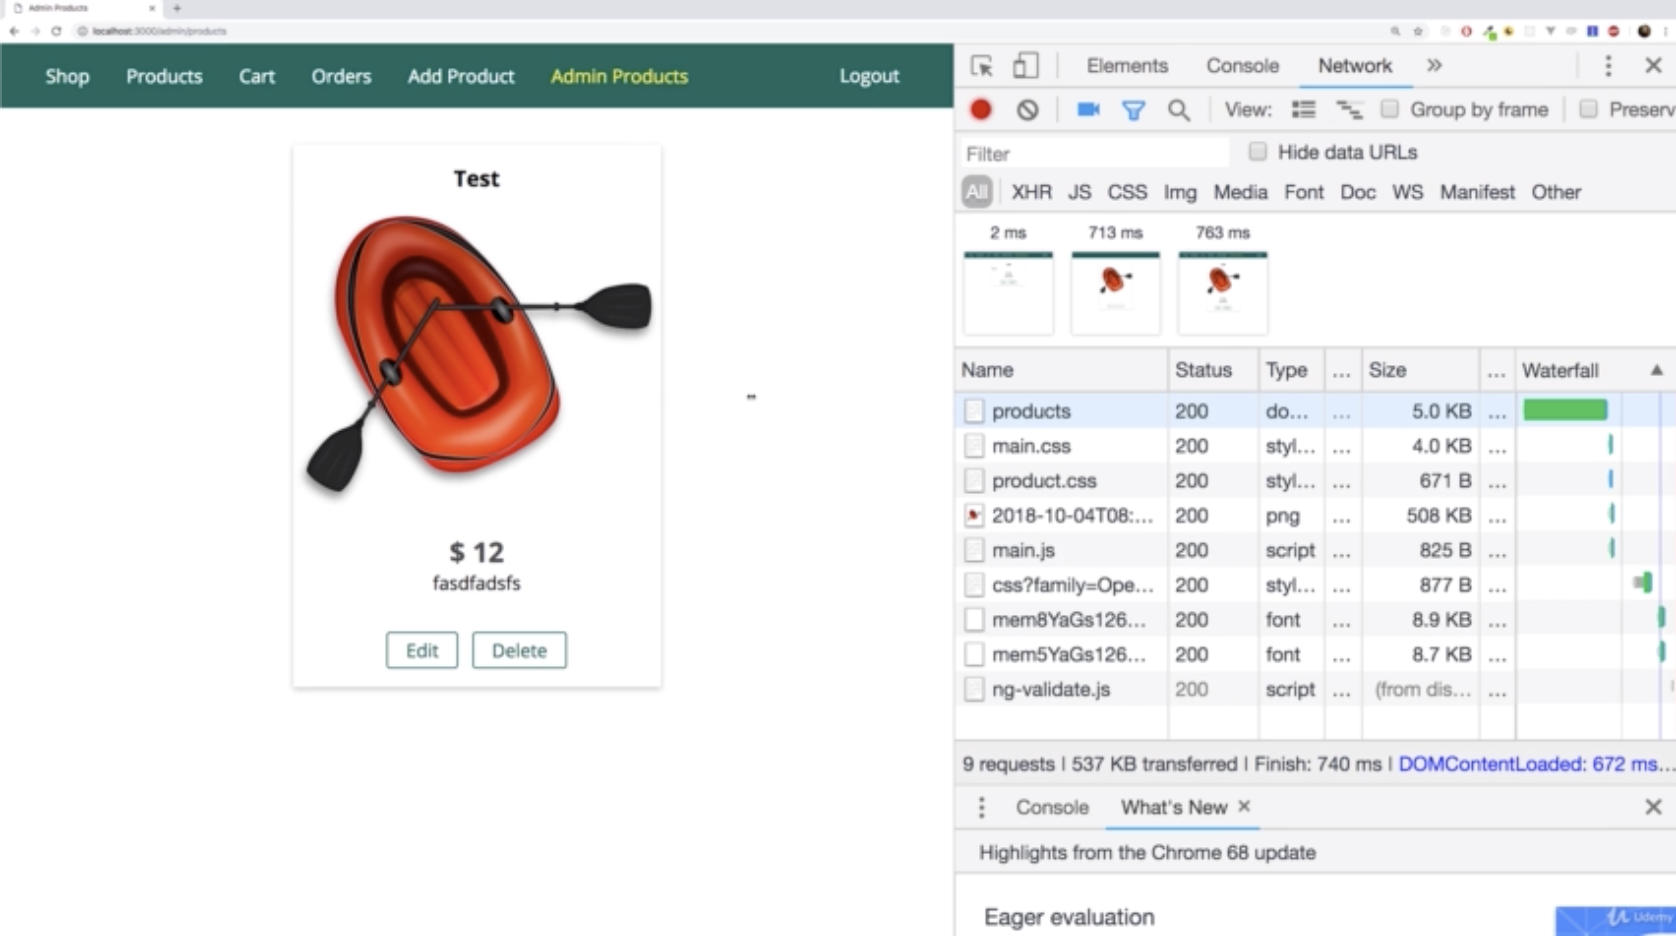 Admin Products
localhost:3000/admin/products
Shop Products Cart Orders Add Product Admin Products Logout
Test
$ 12
fasdfadsfs
Edit Delete
Elements Console Network
View: Group by frame Preserv
Filter Hide data URLs
All XHR JS CSS Img Media Font Doc WS Manifest Other
2 ms 713 ms 763 ms
Name Status Type ... Size ... Waterfall
products 200 do... ... 5.0 KB ...
main.css 200 styl... ... 4.0 KB ...
product.css 200 styl... ... 671 B ...
2018-10-04T08:... 200 png ... 508 KB ...
main.js 200 script ... 825 B ...
css?family=Ope... 200 styl... ... 877 B ...
mem8YaGs126... 200 font ... 8.9 KB ...
mem5YaGs126... 200 font ... 8.7 KB ...
ng-validate.js 200 script ... (from dis... ...
9 requests | 537 KB transferred | Finish: 740 ms | DOMContentLoaded: 672 ms...
Console What's New
Highlights from the Chrome 68 update
Eager evaluation
Udemy